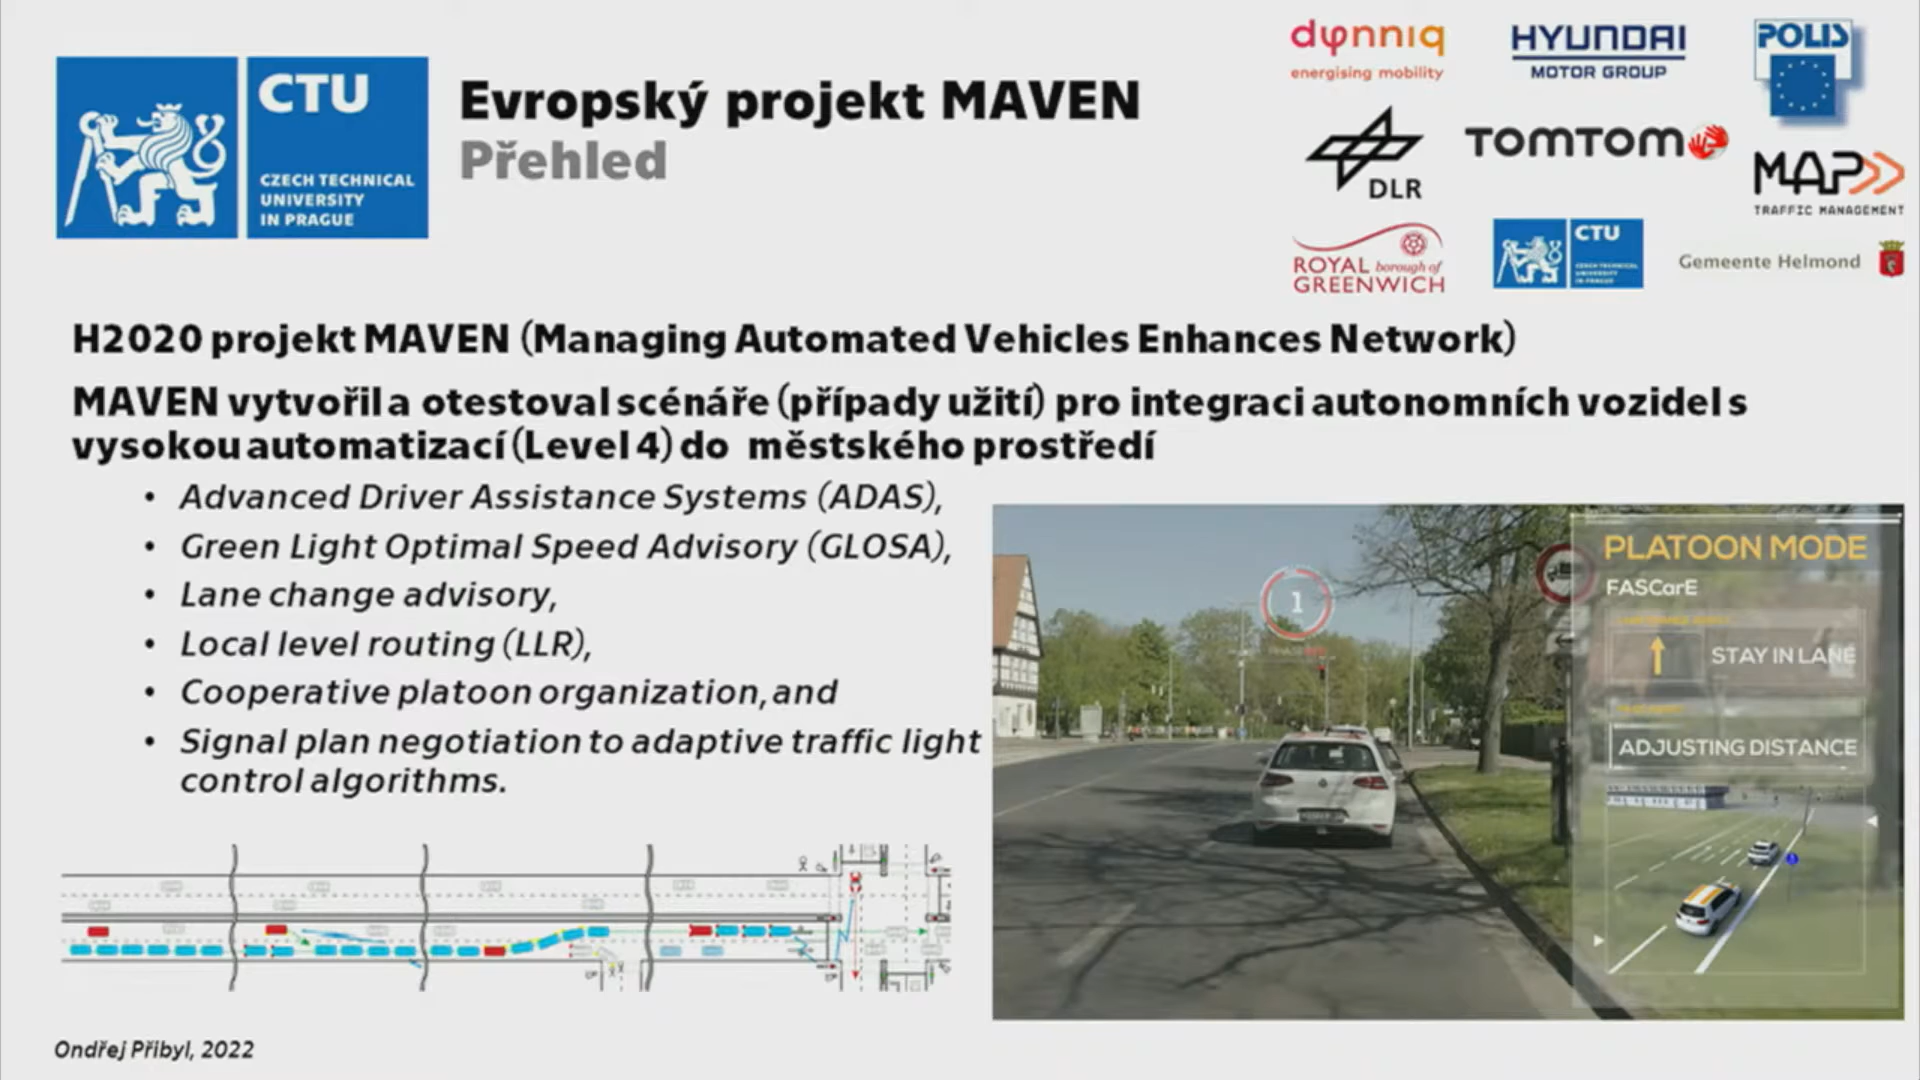 CTU
CZECH TECHNICAL
UNIVERSITY
IN PRAGUE
Evropský projekt MAVEN
Přehled
dynniq
energising mobility
HYUNDAI
MOTOR GROUP
POLIS
DLR
TOMTOM
MAP
TRAFFIC MANAGEMENT
ROYAL borough of
GREENWICH
CTU
CZECH TECHNICAL
UNIVERSITY
IN PRAGUE
Gemeente Helmond
H2020 projekt MAVEN (Managing Automated Vehicles Enhances Network)
MAVEN vytvořil a otestoval scénáře (případy užití) pro integraci autonomních vozidel s
vysokou automatizací (Level 4) do městského prostředí
• Advanced Driver Assistance Systems (ADAS),
• Green Light Optimal Speed Advisory (GLOSA),
• Lane change advisory,
• Local level routing (LLR),
• Cooperative platoon organization, and
• Signal plan negotiation to adaptive traffic light
control algorithms.
1
PLATOON MODE
FASCarE
STAY IN LANE
ADJUSTING DISTANCE
Ondřej Přibyl, 2022